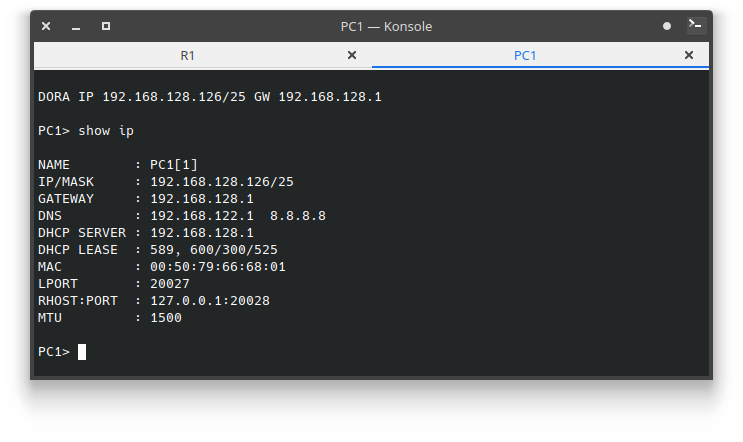 PC1 — Konsole
R1
PC1
DORA IP 192.168.128.126/25 GW 192.168.128.1
PC1> show ip
NAME        : PC1[1]
IP/MASK     : 192.168.128.126/25
GATEWAY     : 192.168.128.1
DNS         : 192.168.122.1  8.8.8.8
DHCP SERVER : 192.168.128.1
DHCP LEASE  : 589, 600/300/525
MAC         : 00:50:79:66:68:01
LPORT       : 20027
RHOST:PORT  : 127.0.0.1:20028
MTU         : 1500
PC1>